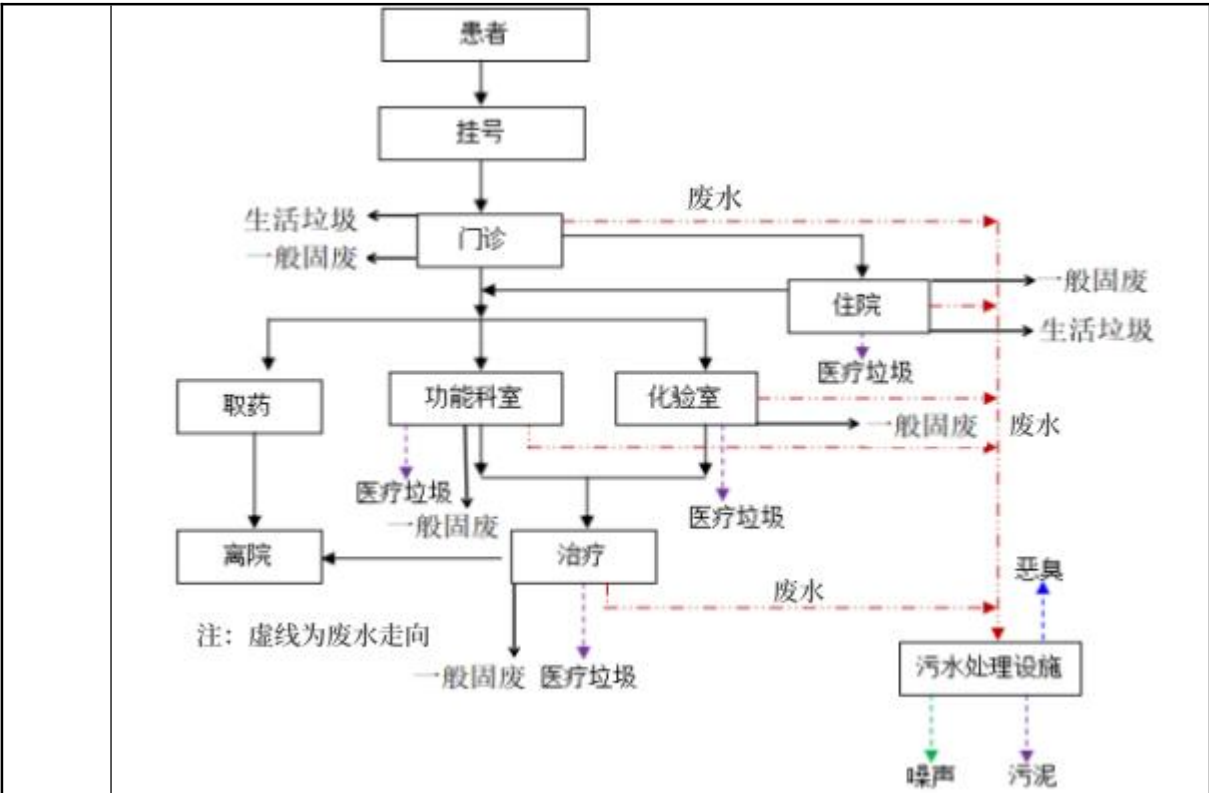 患者
挂号
废水
生活垃圾
门诊
一般固废
一般固废
住院
生活垃圾
医疗垃圾
取药
功能科室
化验室
一般固废
废水
医疗垃圾
一般固废
医疗垃圾
离院
治疗
恶臭
废水
注：虚线为废水走向
一般固废
医疗垃圾
污水处理设施
噪声
污泥